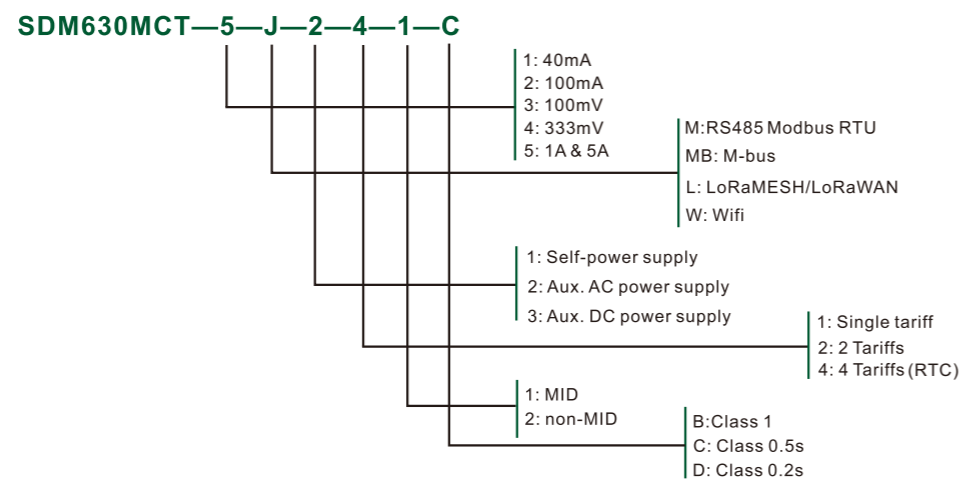 SDM630MCT—5—J—2—4—1—C
1: 40mA
2: 100mA
3: 100mV
4: 333mV
5: 1A & 5A
M:RS485 Modbus RTU
MB: M-bus
L: LoRaMESH/LoRaWAN
W: Wifi
1: Self-power supply
2: Aux. AC power supply
3: Aux. DC power supply
1: Single tariff
2: 2 Tariffs
4: 4 Tariffs (RTC)
1: MID
2: non-MID
B:Class 1
C: Class 0.5s
D: Class 0.2s